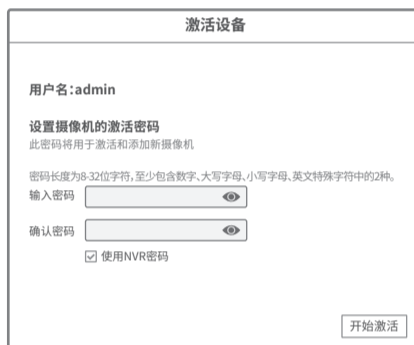 激活设备
用户名:admin
设置摄像机的激活密码
此密码将用于激活和添加新摄像机
密码长度为8-32位字符,至少包含数字、大写字母、小写字母、英文特殊字符中的2种。
输入密码
确认密码
使用NVR密码
开始激活